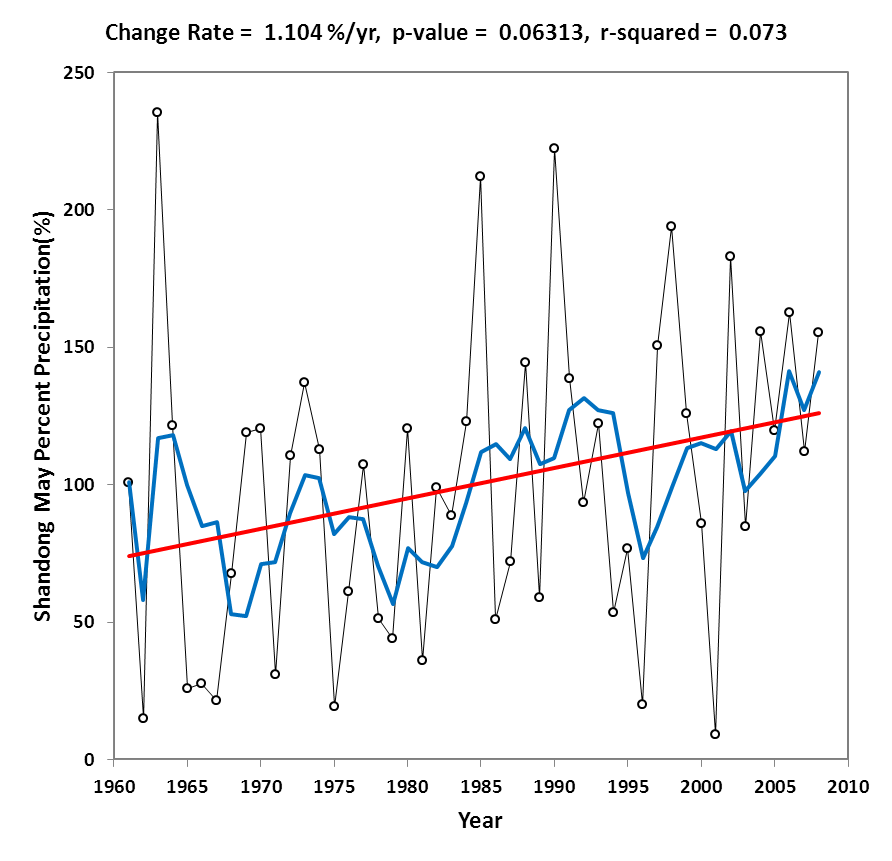 Change Rate = 1.104 %/yr, p-value = 0.06313, r-squared = 0.073
Shandong May Percent Precipitation(%)
250
200
150
100
50
0
1960 1965 1970 1975 1980 1985 1990 1995 2000 2005 2010
Year